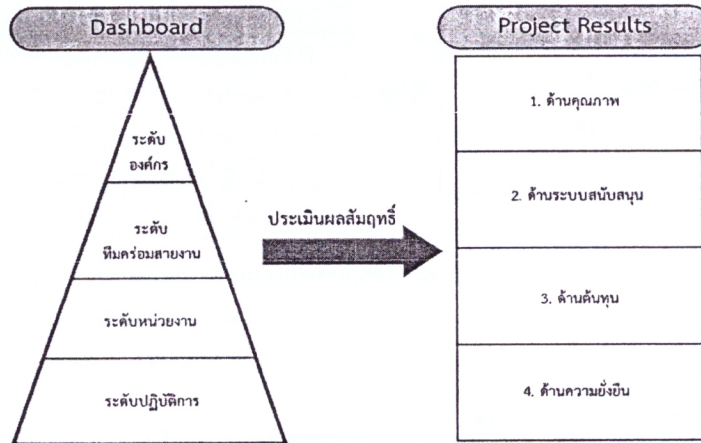 Dashboard
Project Results
ระดับ
องค์กร
ระดับ
ทีมคร่อมสายงาน
ระดับหน่วยงาน
ระดับปฏิบัติการ
ประเมินผลสัมฤทธิ์
1. ด้านคุณภาพ
2. ด้านระบบสนับสนุน
3. ด้านต้นทุน
4. ด้านความยั่งยืน